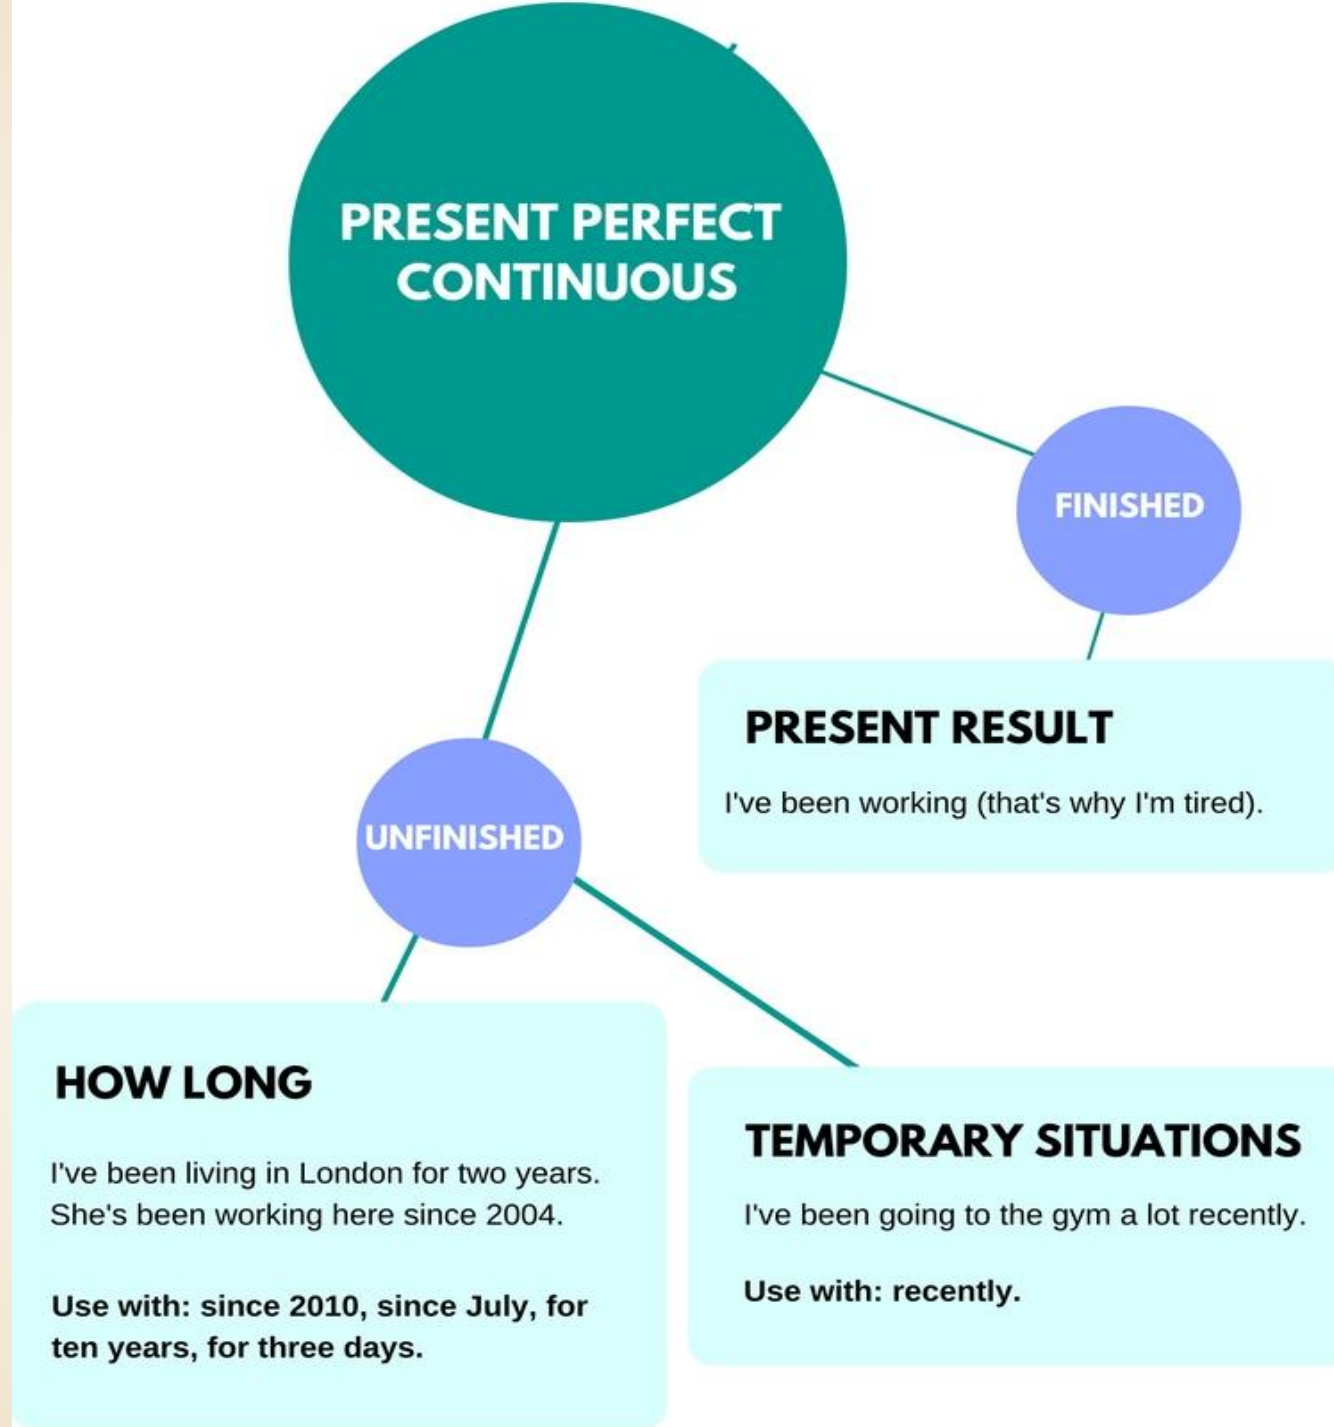 PRESENT PERFECT
CONTINUOUS
FINISHED
PRESENT RESULT
I've been working (that's why I'm tired).
UNFINISHED
HOW LONG
I've been living in London for two years.
She's been working here since 2004.
Use with: since 2010, since July, for
ten years, for three days.
TEMPORARY SITUATIONS
I've been going to the gym a lot recently.
Use with: recently.